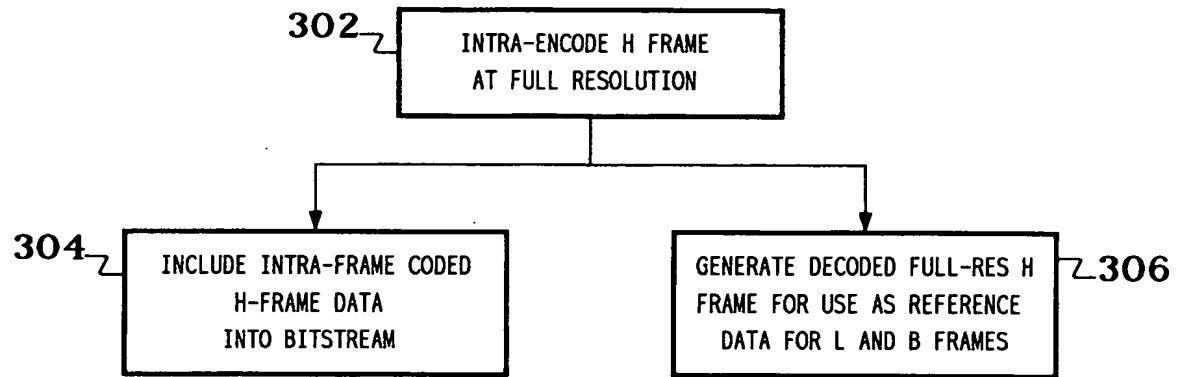 302
INTRA-ENCODE H FRAME
AT FULL RESOLUTION
304
INCLUDE INTRA-FRAME CODED
H-FRAME DATA
INTO BITSTREAM
GENERATE DECODED FULL-RES H
FRAME FOR USE AS REFERENCE
DATA FOR L AND B FRAMES
306